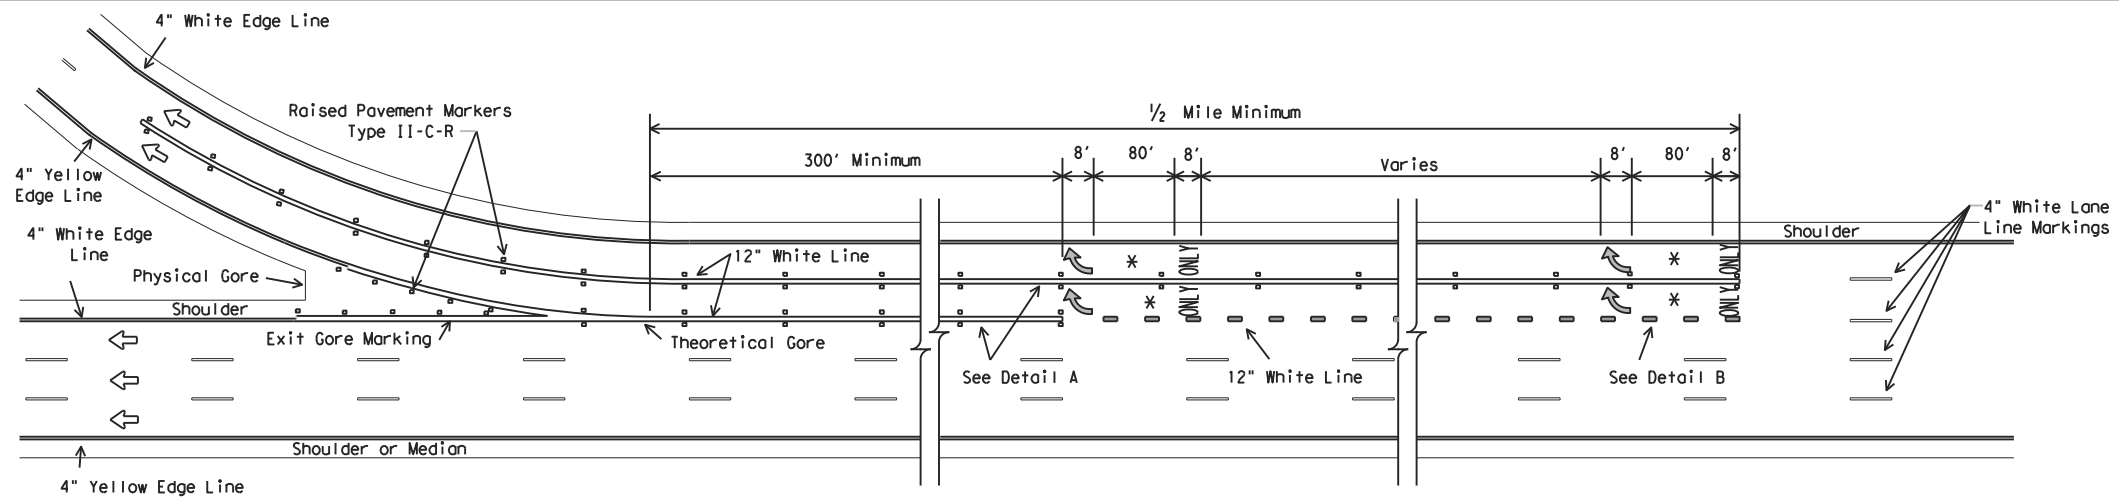 4" White Edge Line
Raised Pavement Markers
Type II-C-R
½ Mile Minimum
300' Minimum
8'
80'
8'
Varies
8'
80'
8'
4" Yellow
Edge Line
4" White Edge
Line
Physical Gore
Shoulder
Exit Gore Marking
12" White Line
Theoretical Gore
*
ONLY
*
ONLY
*
ONLY
*
ONLY
Shoulder
4" White Lane
Line Markings
See Detail A
12" White Line
See Detail B
Shoulder or Median
4" Yellow Edge Line